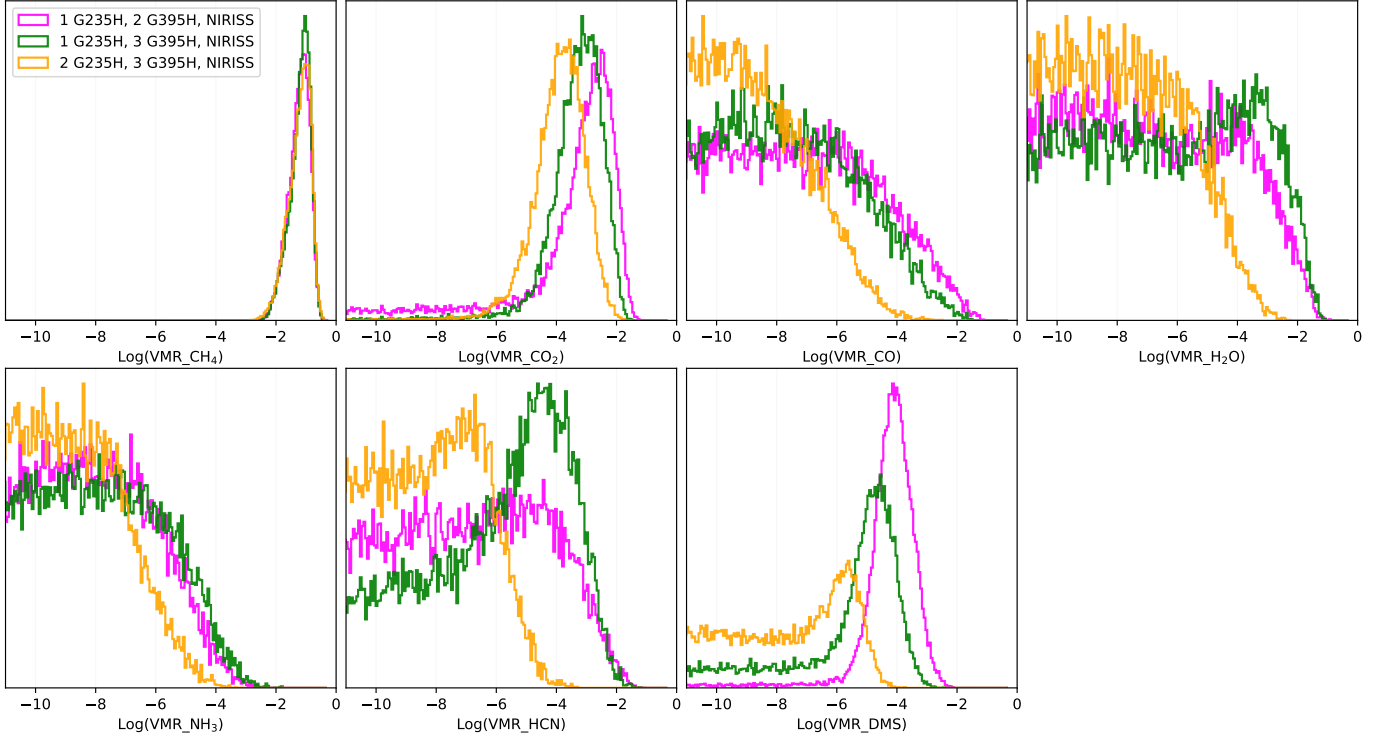 1 G235H, 2 G395H, NIRISS
1 G235H, 3 G395H, NIRISS
2 G235H, 3 G395H, NIRISS
−10 −8 −6 −4 −2 0
Log(VMR_CH₄)
−10 −8 −6 −4 −2 0
Log(VMR_CO₂)
−10 −8 −6 −4 −2 0
Log(VMR_CO)
−10 −8 −6 −4 −2 0
Log(VMR_H₂O)
−10 −8 −6 −4 −2 0
Log(VMR_NH₃)
−10 −8 −6 −4 −2 0
Log(VMR_HCN)
−10 −8 −6 −4 −2 0
Log(VMR_DMS)